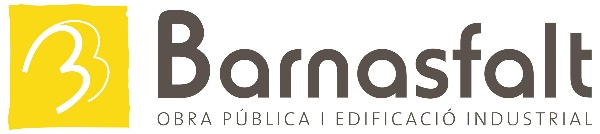 Barnasfalt
OBRA PÚBLICA I EDIFICACIÓ INDUSTRIAL